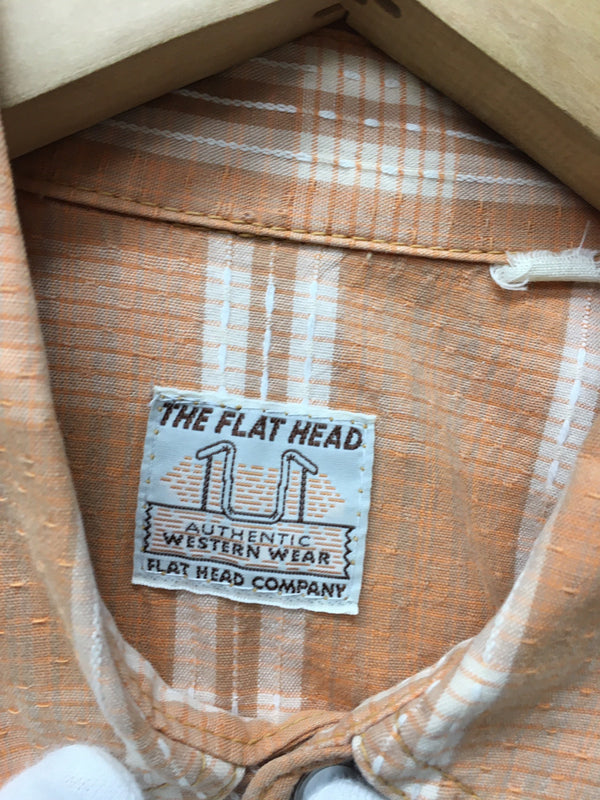 THE FLAT HEAD
AUTHENTIC
WESTERN WEAR
FLAT HEAD COMPANY